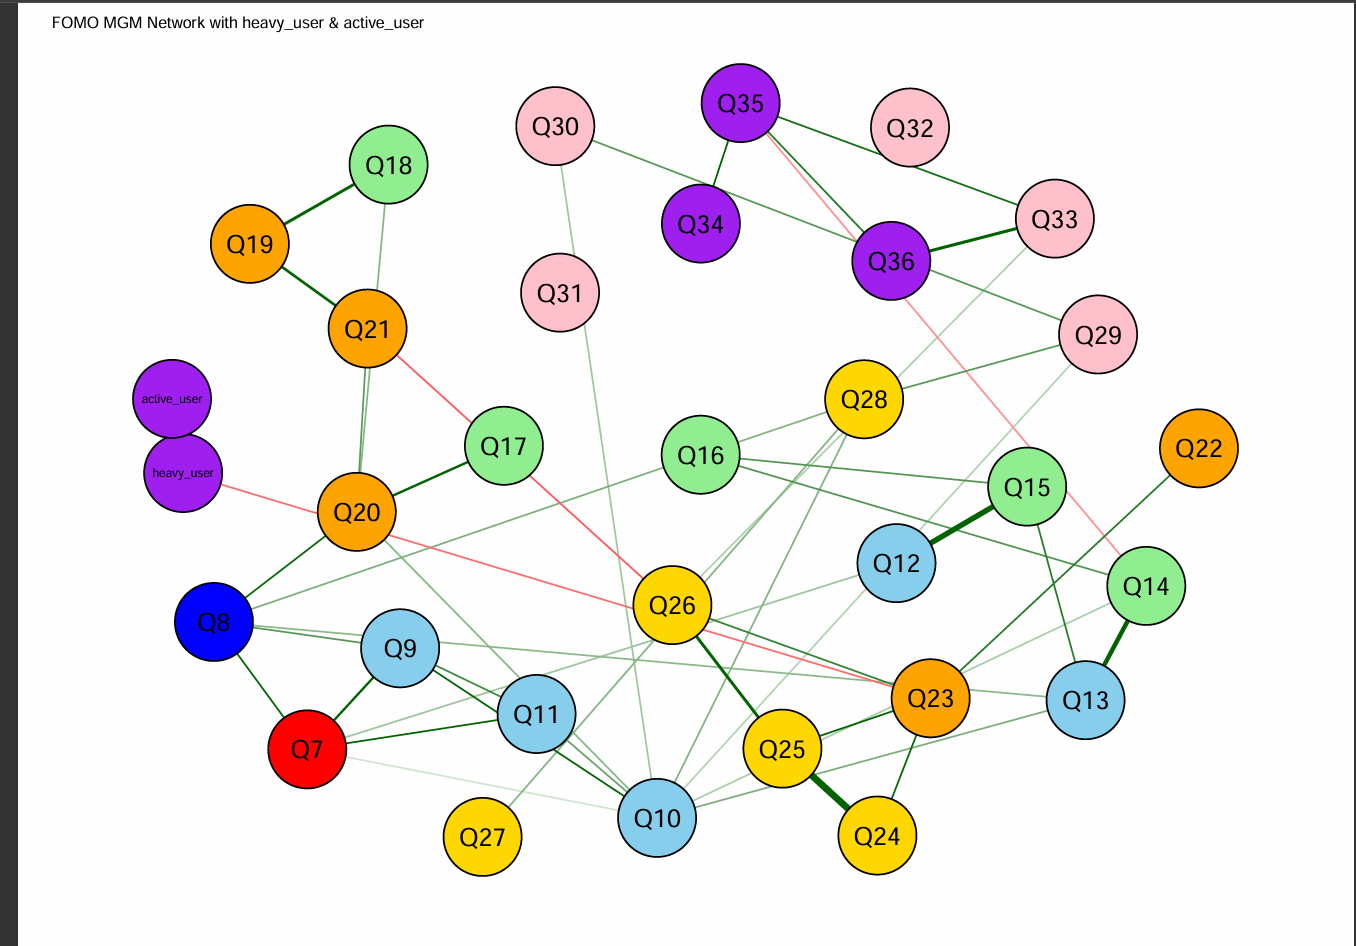 FOMO MGM Network with heavy_user & active_user
Q35
Q30
Q32
Q18
Q33
Q34
Q19
Q36
Q31
Q21
Q29
active_user
Q28
Q17
Q22
Q16
heavy_user
Q15
Q20
Q12
Q14
Q26
Q8
Q9
Q23
Q13
Q11
Q7
Q25
Q10
Q27
Q24